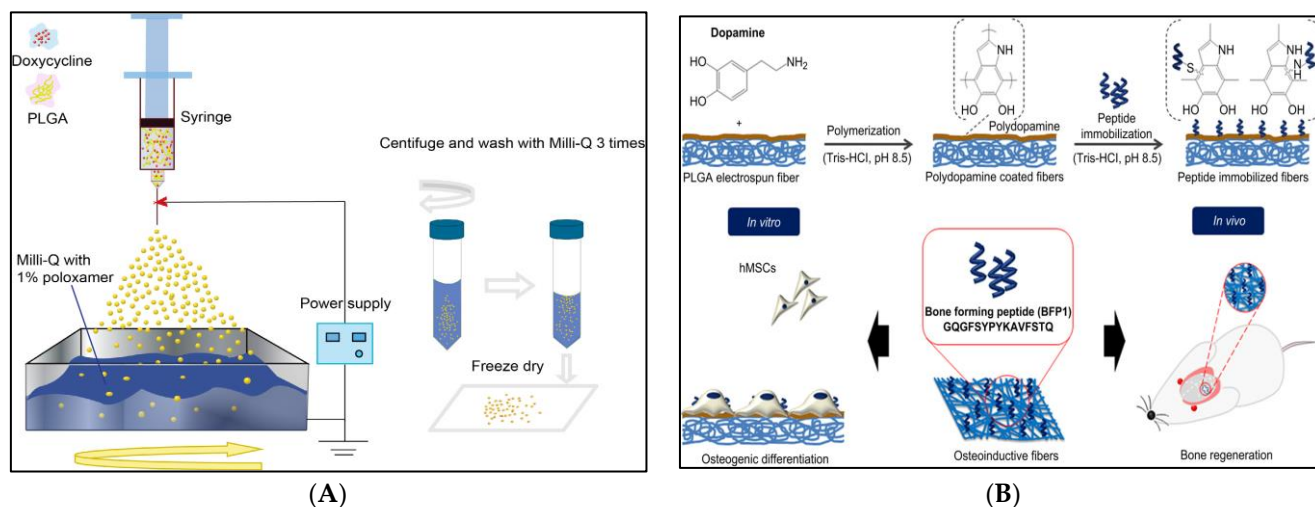 Doxycycline
PLGA
Syringe
Centifuge and wash with Milli-Q 3 times
Milli-Q with
1% poloxamer
Power supply
Freeze dry
(A)
Dopamine
HO
NH2
HO
+
PLGA electrospun fiber
Polymerization
(Tris-HCl, pH 8.5)
NH
HO
OH
Polydopamine
Polydopamine coated fibers
Peptide
immobilization
(Tris-HCl, pH 8.5)
NH
S
HO
OH
NH
N
H
HO
OH
Peptide immobilized fibers
In vitro
hMSCs
Osteogenic differentiation
Bone forming peptide (BFP1)
GQGFSYPYKAVFSTQ
Osteoinductive fibers
In vivo
Bone regeneration
(B)